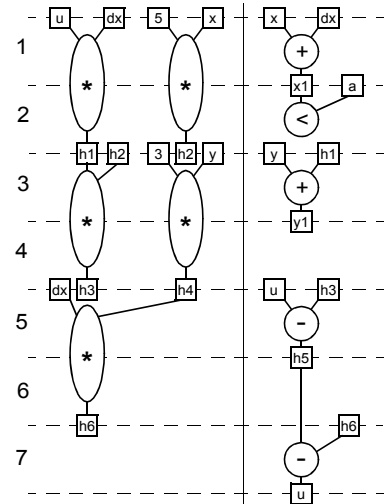 u dx 5 x x dx
1 * * +
x1 a
2 <
h1 h2 3 h2 y y h1
3 * * +
y1
4
dx h3 h4 u h3
5 * -
h5
6
h6 h6
7 -
u